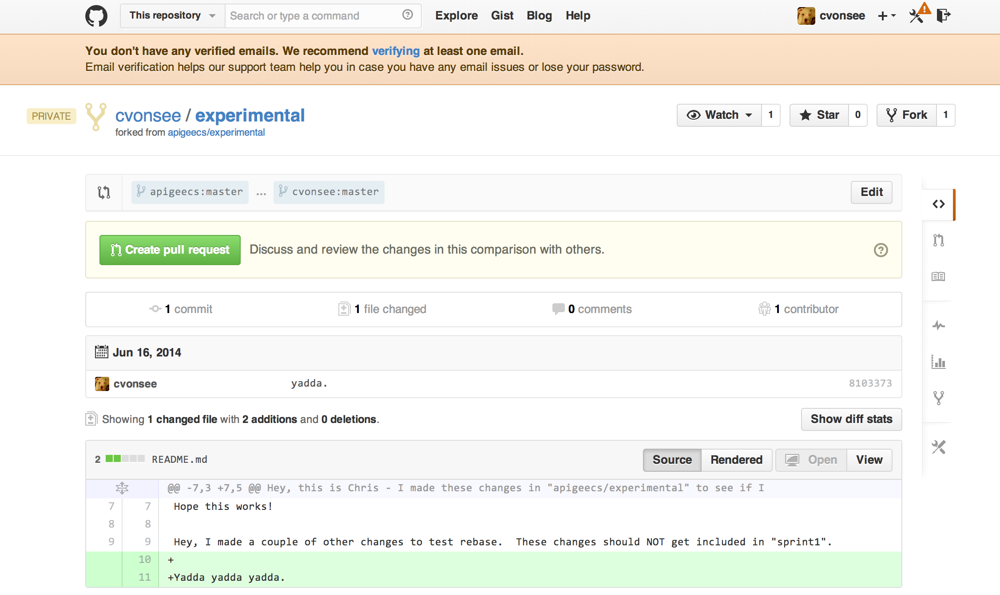 This repository Search or type a command Explore Gist Blog Help cvonsee
You don't have any verified emails. We recommend verifying at least one email.
Email verification helps our support team help you in case you have any email issues or lose your password.
PRIVATE cvonsee / experimental Watch 1 Star 0 Fork 1
forked from apigeecs/experimental
apigeecs:master ... cvonsee:master Edit
Create pull request Discuss and review the changes in this comparison with others.
1 commit 1 file changed 0 comments 1 contributor
Jun 16, 2014
cvonsee yadda. 8103373
Showing 1 changed file with 2 additions and 0 deletions. Show diff stats
2 README.md Source Rendered Open View
@@ -7,3 +7,5 @@ Hey, this is Chris - I made these changes in "apigeecs/experimental" to see if I
7 7 Hope this works!
8 8
9 9 Hey, I made a couple of other changes to test rebase.  These changes should NOT get included in "sprint1".
10 +
11 +Yadda yadda yadda.